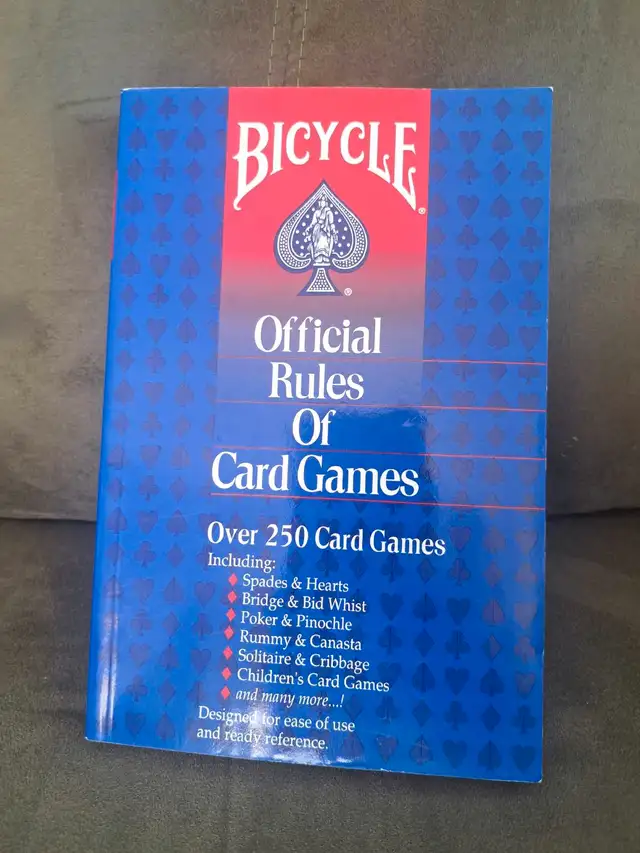 BICYCLE®
®
Official
Rules
Of
Card Games
Over 250 Card Games
Including:
♦ Spades & Hearts
♦ Bridge & Bid Whist
♦ Poker & Pinochle
♦ Rummy & Canasta
♦ Solitaire & Cribbage
♦ Children's Card Games
♦ and many more...!
Designed for ease of use
and ready reference.